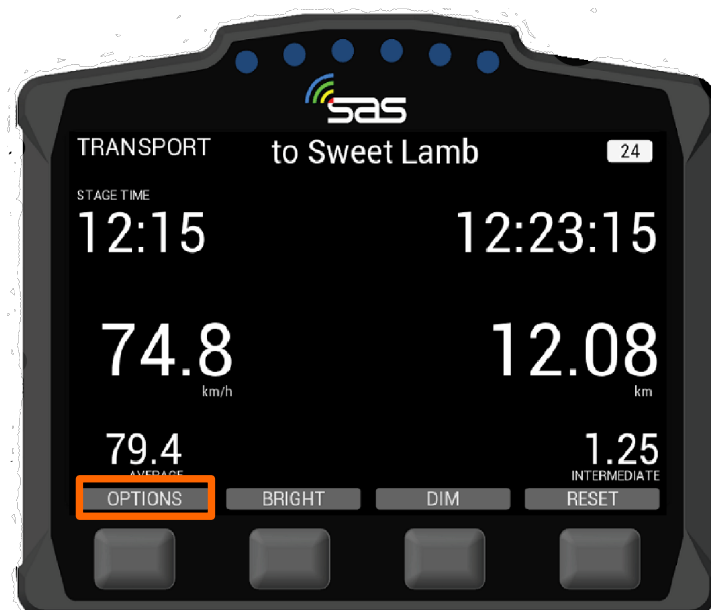 sas
TRANSPORT to Sweet Lamb 24
STAGE TIME
12:15 12:23:15
74.8 12.08
km/h km
79.4 1.25
AVERAGE INTERMEDIATE
OPTIONS BRIGHT DIM RESET